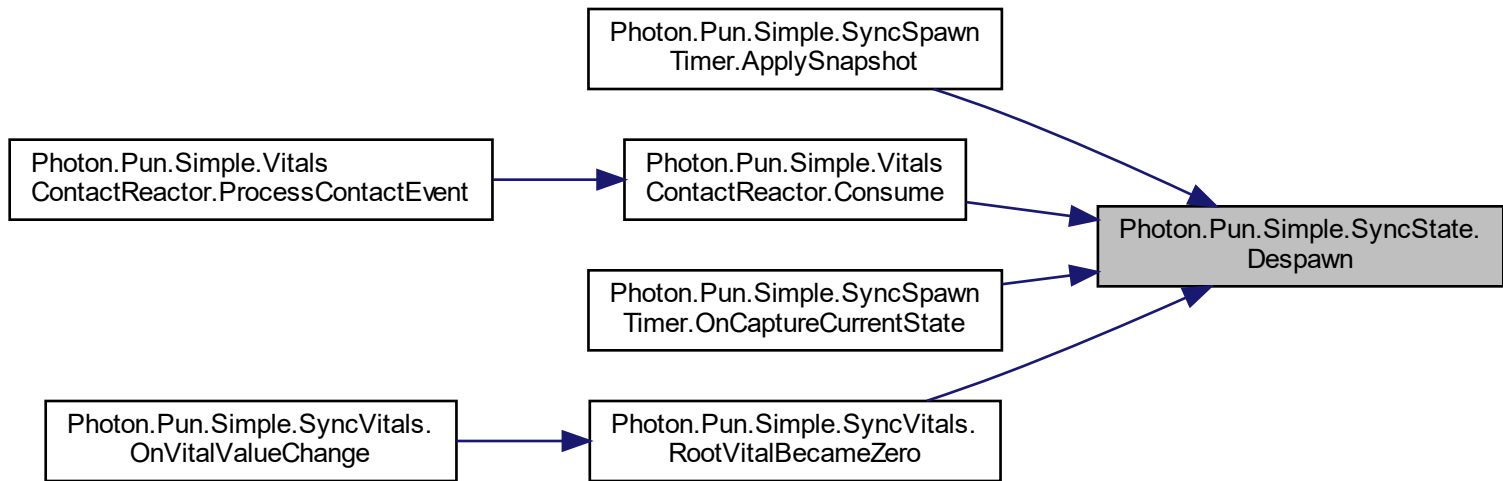 Photon.Pun.Simple.SyncSpawn
Timer.ApplySnapshot
Photon.Pun.Simple.Vitals
ContactReactor.ProcessContactEvent
Photon.Pun.Simple.Vitals
ContactReactor.Consume
Photon.Pun.Simple.SyncState.
Despawn
Photon.Pun.Simple.SyncSpawn
Timer.OnCaptureCurrentState
Photon.Pun.Simple.SyncVitals.
OnVitalValueChange
Photon.Pun.Simple.SyncVitals.
RootVitalBecameZero